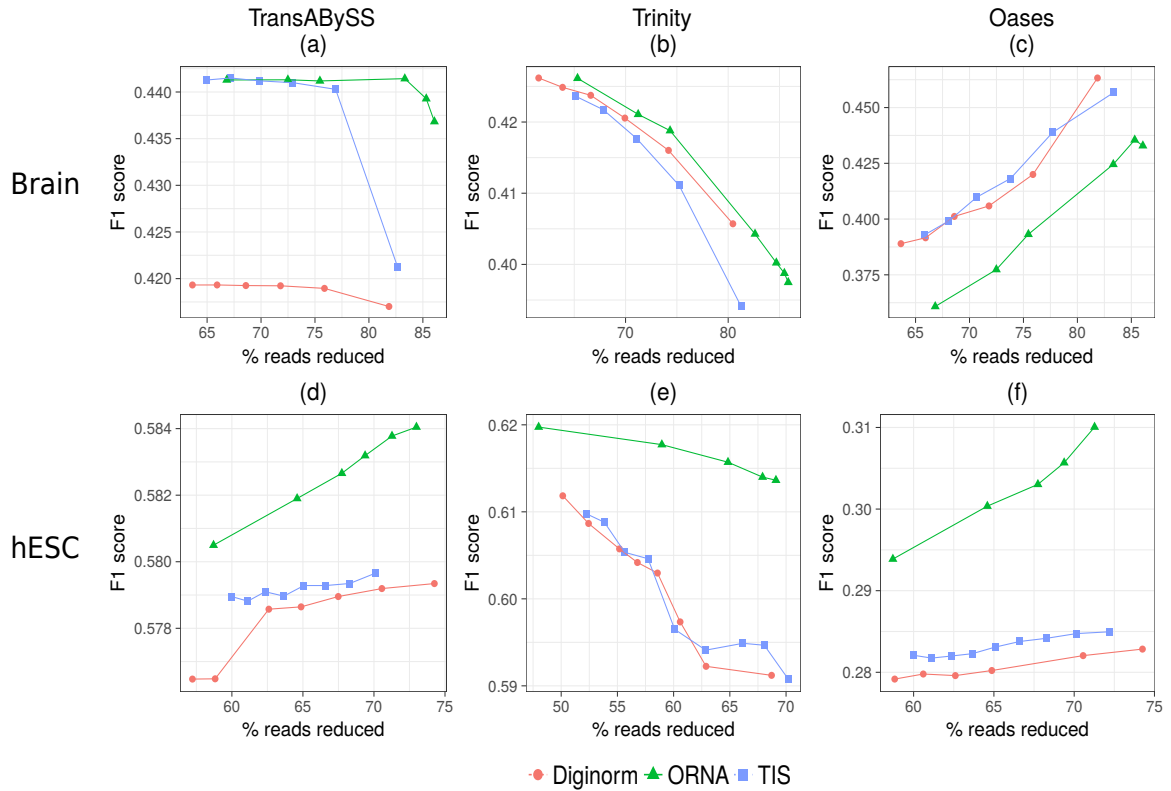 TransABySS Trinity Oases
(a) (b) (c)
Brain
F1 score
0.440
0.435
0.430
0.425
0.420
65 70 75 80 85
% reads reduced
F1 score
0.42
0.41
0.40
70 80
% reads reduced
F1 score
0.450
0.425
0.400
0.375
65 70 75 80 85
% reads reduced
(d) (e) (f)
hESC
F1 score
0.584
0.582
0.580
0.578
60 65 70 75
% reads reduced
F1 score
0.62
0.61
0.60
0.59
50 55 60 65 70
% reads reduced
F1 score
0.31
0.30
0.29
0.28
60 65 70 75
% reads reduced
Diginorm ORNA TIS